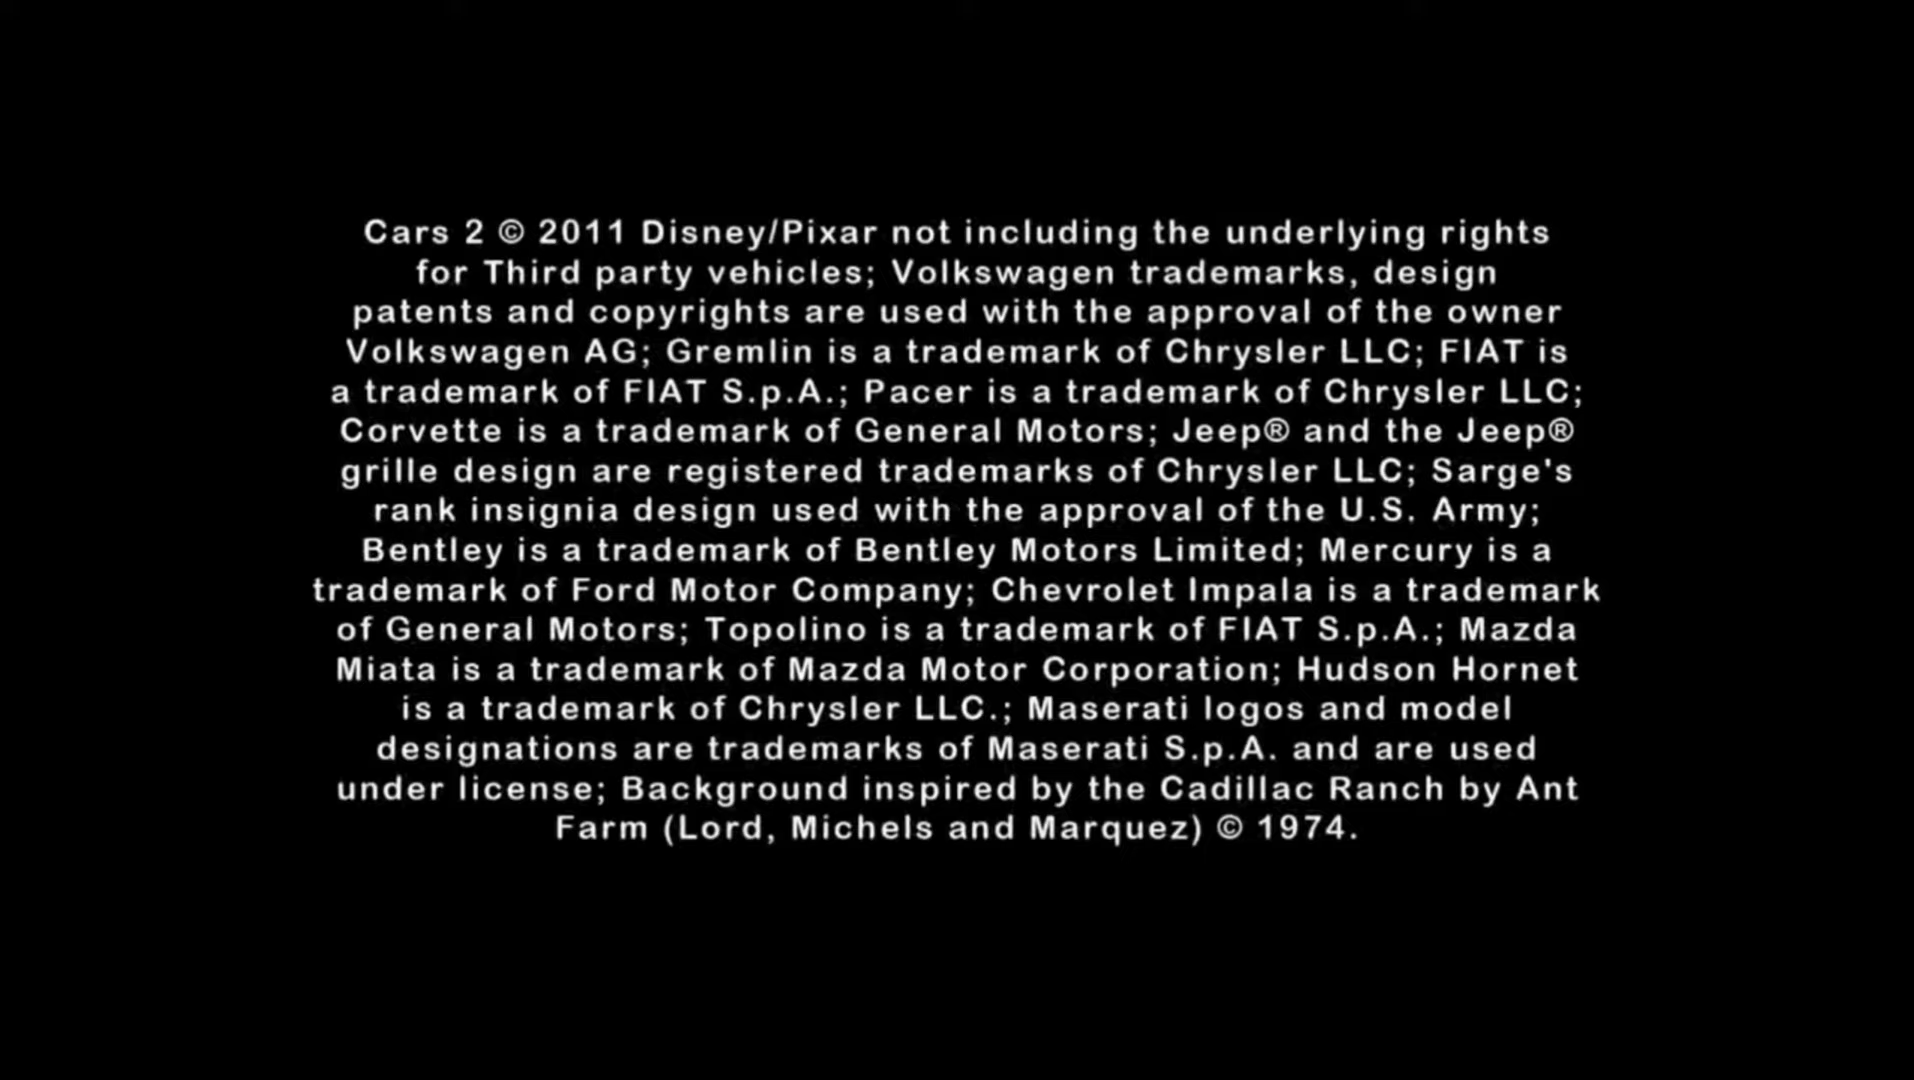 Cars 2 © 2011 Disney/Pixar not including the underlying rights
for Third party vehicles; Volkswagen trademarks, design
patents and copyrights are used with the approval of the owner
Volkswagen AG; Gremlin is a trademark of Chrysler LLC; FIAT is
a trademark of FIAT S.p.A.; Pacer is a trademark of Chrysler LLC;
Corvette is a trademark of General Motors; Jeep® and the Jeep®
grille design are registered trademarks of Chrysler LLC; Sarge's
rank insignia design used with the approval of the U.S. Army;
Bentley is a trademark of Bentley Motors Limited; Mercury is a
trademark of Ford Motor Company; Chevrolet Impala is a trademark
of General Motors; Topolino is a trademark of FIAT S.p.A.; Mazda
Miata is a trademark of Mazda Motor Corporation; Hudson Hornet
is a trademark of Chrysler LLC.; Maserati logos and model
designations are trademarks of Maserati S.p.A. and are used
under license; Background inspired by the Cadillac Ranch by Ant
Farm (Lord, Michels and Marquez) © 1974.